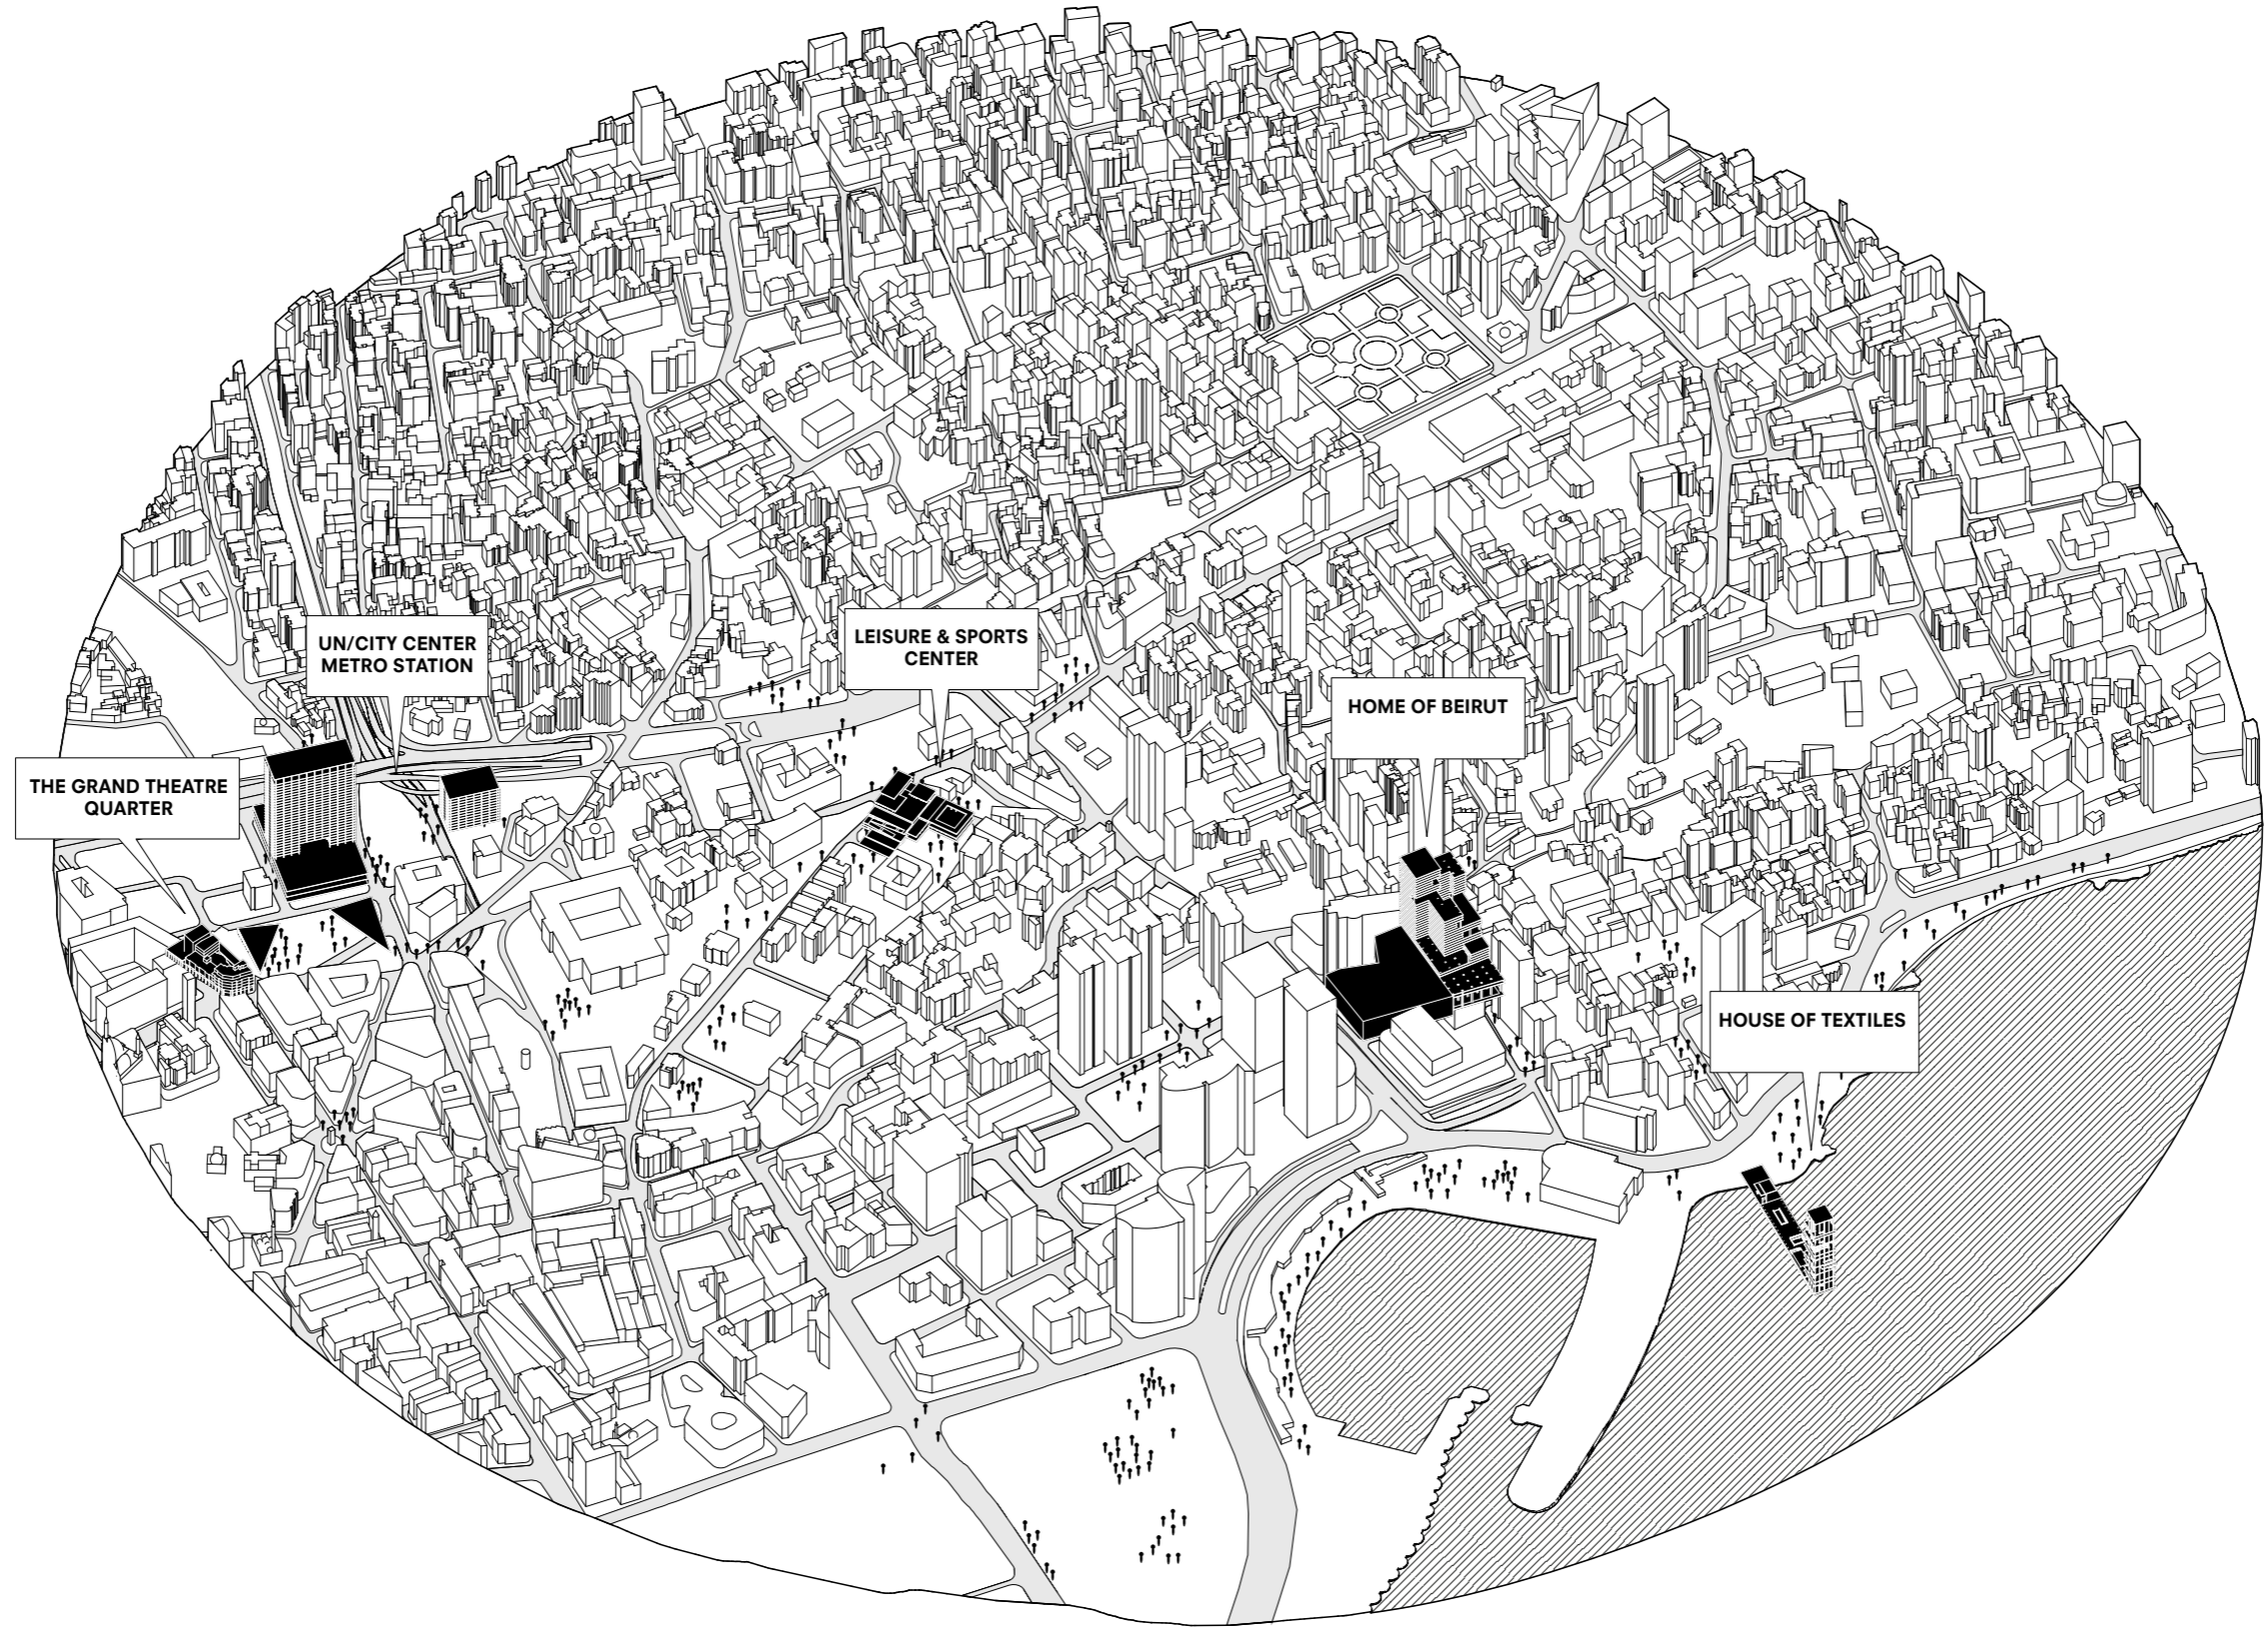 UN/CITY CENTER
METRO STATION
LEISURE & SPORTS
CENTER
HOME OF BEIRUT
THE GRAND THEATRE
QUARTER
HOUSE OF TEXTILES